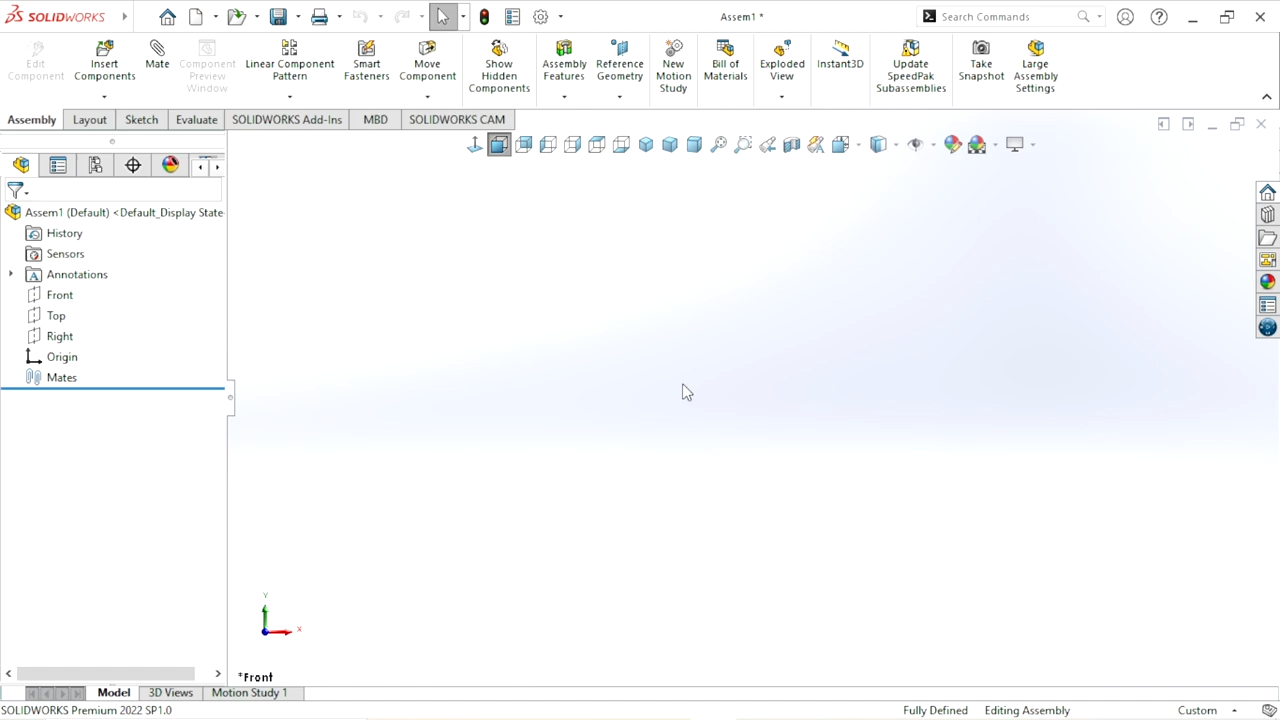 SOLIDWORKS
Assem1 *
Search Commands
Edit
Component
Insert
Components
Mate
Component
Preview
Window
Linear Component
Pattern
Smart
Fasteners
Move
Component
Show
Hidden
Components
Assembly
Features
Reference
Geometry
New
Motion
Study
Bill of
Materials
Exploded
View
Instant3D
Update
SpeedPak
Subassemblies
Take
Snapshot
Large
Assembly
Settings
Assembly Layout Sketch Evaluate SOLIDWORKS Add-Ins MBD SOLIDWORKS CAM
Assem1 (Default) <Default_Display State
History
Sensors
Annotations
Front
Top
Right
Origin
Mates
Y
X
*Front
Model 3D Views Motion Study 1
SOLIDWORKS Premium 2022 SP1.0 Fully Defined Editing Assembly Custom